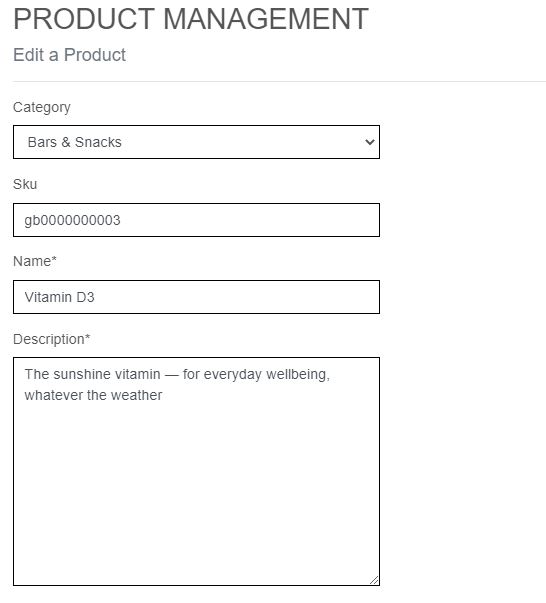 PRODUCT MANAGEMENT
Edit a Product
Category
Bars & Snacks
Sku
gb0000000003
Name*
Vitamin D3
Description*
The sunshine vitamin — for everyday wellbeing,
whatever the weather